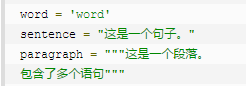 word = 'word'
sentence = "这是一个句子。"
paragraph = """这是一个段落。
包含了多个语句"""